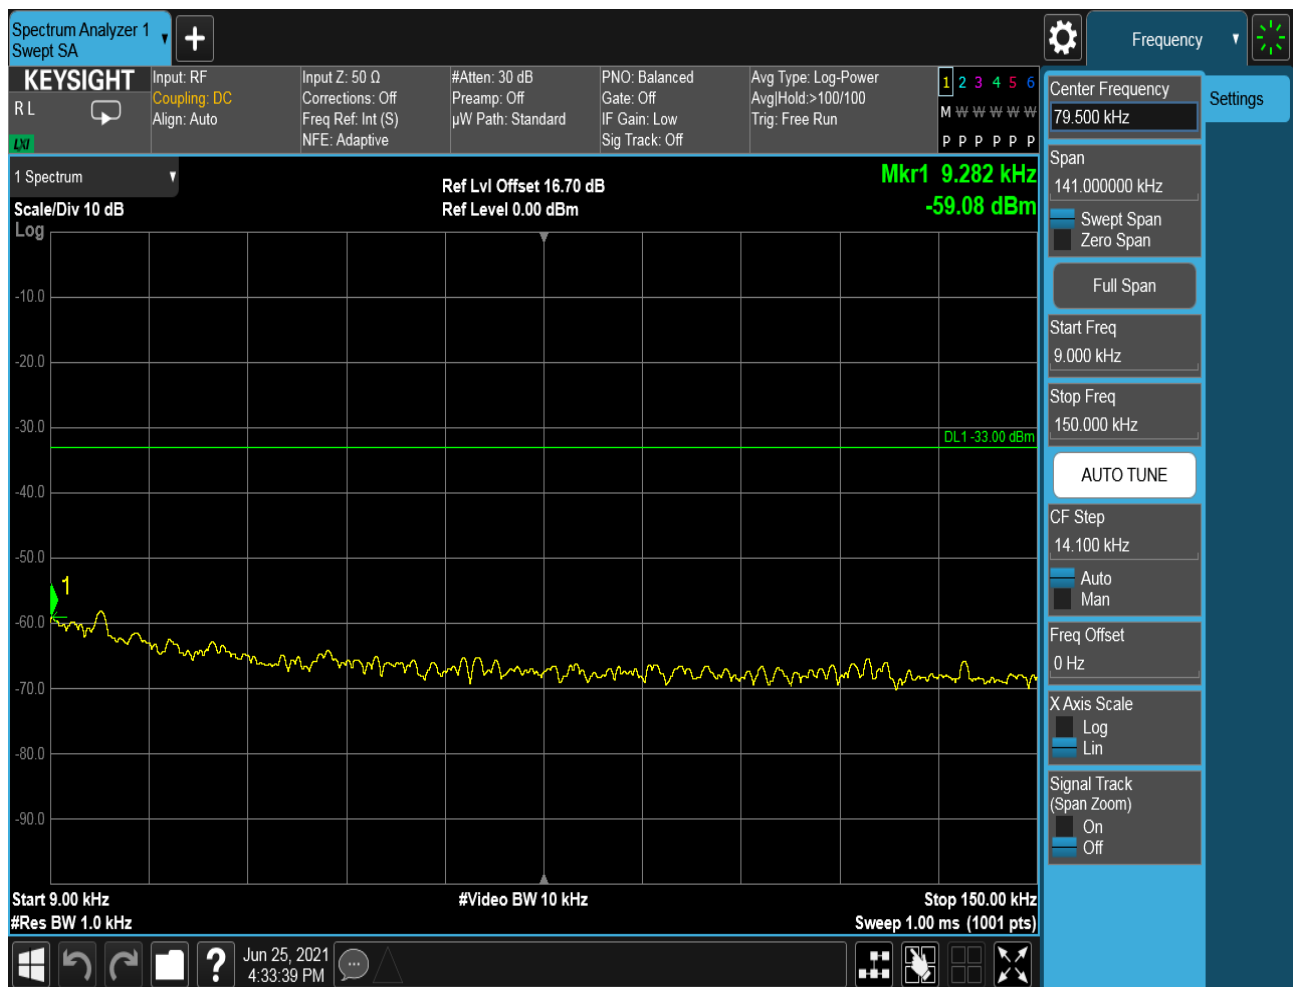 Spectrum Analyzer 1
Swept SA
Frequency
KEYSIGHT
R L
LXI
Input: RF
Coupling: DC
Align: Auto
Input Z: 50 Ω
Corrections: Off
Freq Ref: Int (S)
NFE: Adaptive
#Atten: 30 dB
Preamp: Off
µW Path: Standard
PNO: Balanced
Gate: Off
IF Gain: Low
Sig Track: Off
Avg Type: Log-Power
Avg|Hold:>100/100
Trig: Free Run
1 2 3 4 5 6
M W W W W W
P P P P P P
1 Spectrum
Scale/Div 10 dB
Ref Lvl Offset 16.70 dB
Ref Level 0.00 dBm
Mkr1 9.282 kHz
-59.08 dBm
Log
-10.0
-20.0
-30.0
DL1 -33.00 dBm
-40.0
-50.0
1
-60.0
-70.0
-80.0
-90.0
Start 9.00 kHz
#Video BW 10 kHz
Stop 150.00 kHz
#Res BW 1.0 kHz
Sweep 1.00 ms (1001 pts)
Center Frequency
79.500 kHz
Settings
Span
141.000000 kHz
Swept Span
Zero Span
Full Span
Start Freq
9.000 kHz
Stop Freq
150.000 kHz
AUTO TUNE
CF Step
14.100 kHz
Auto
Man
Freq Offset
0 Hz
X Axis Scale
Log
Lin
Signal Track
(Span Zoom)
On
Off
?
Jun 25, 2021
4:33:39 PM